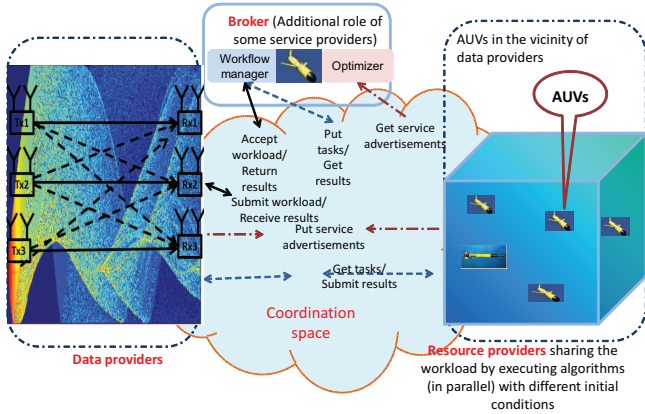 Broker (Additional role of
some service providers)
Workflow
manager
Optimizer
AUVs in the vicinity of
data providers
AUVs
Tx1
Rx1
Tx2
Rx2
Tx3
Rx3
Accept
workload/
Return
results
Put
tasks/
Get
results
Get service
advertisements
Submit workload/
Receive results
Put service
advertisements
Get tasks/
Submit results
Coordination
space
Data providers
Resource providers sharing the
workload by executing algorithms
(in parallel) with different initial
conditions